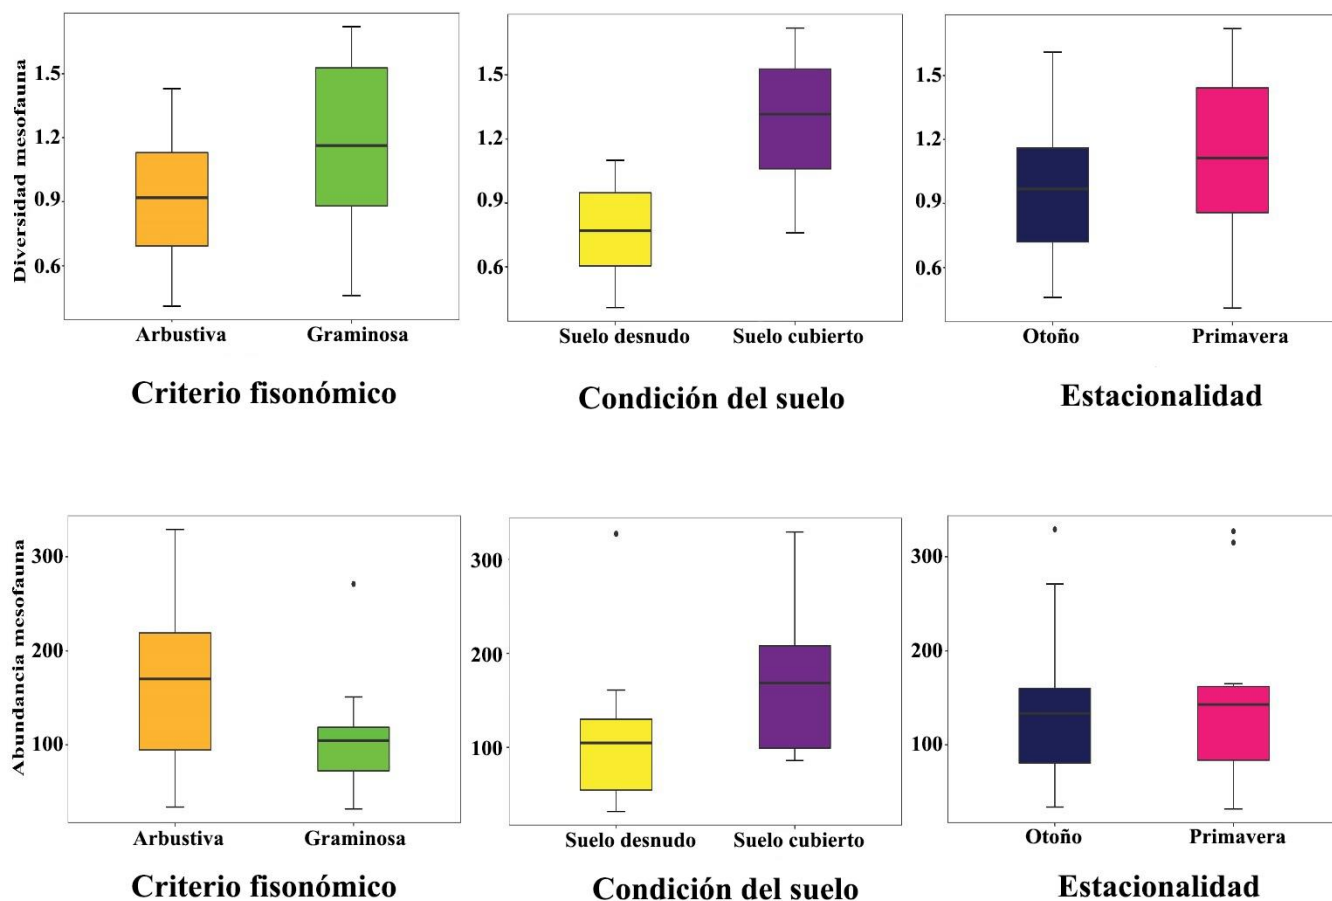 Diversidad mesofauna
1.5
1.2
0.9
0.6
Arbustiva Graminosa
Criterio fisonómico
1.5
1.2
0.9
0.6
Suelo desnudo Suelo cubierto
Condición del suelo
1.5
1.2
0.9
0.6
Otoño Primavera
Estacionalidad
Abundancia mesofauna
300
200
100
Arbustiva Graminosa
Criterio fisonómico
300
200
100
Suelo desnudo Suelo cubierto
Condición del suelo
300
200
100
Otoño Primavera
Estacionalidad